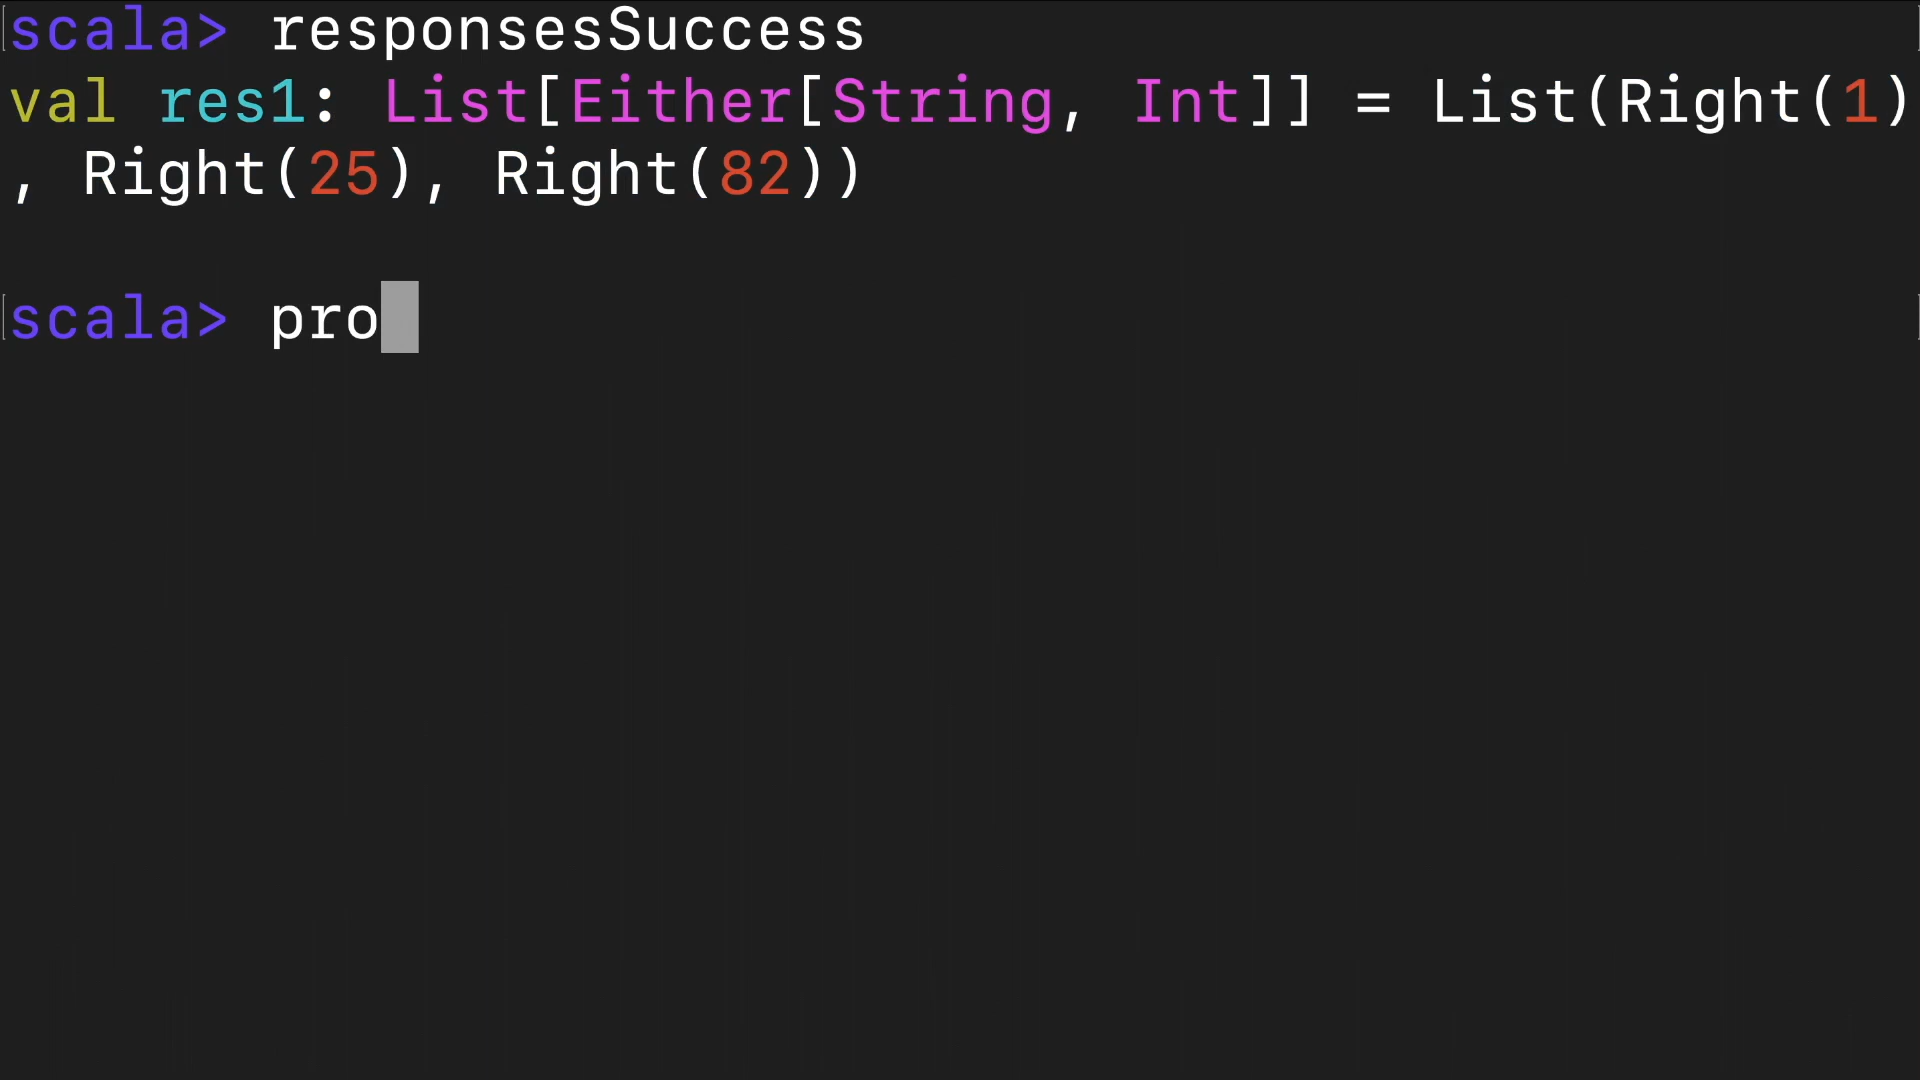 scala> responsesSuccess
val res1: List[Either[String, Int]] = List(Right(1)
, Right(25), Right(82))
scala> pro